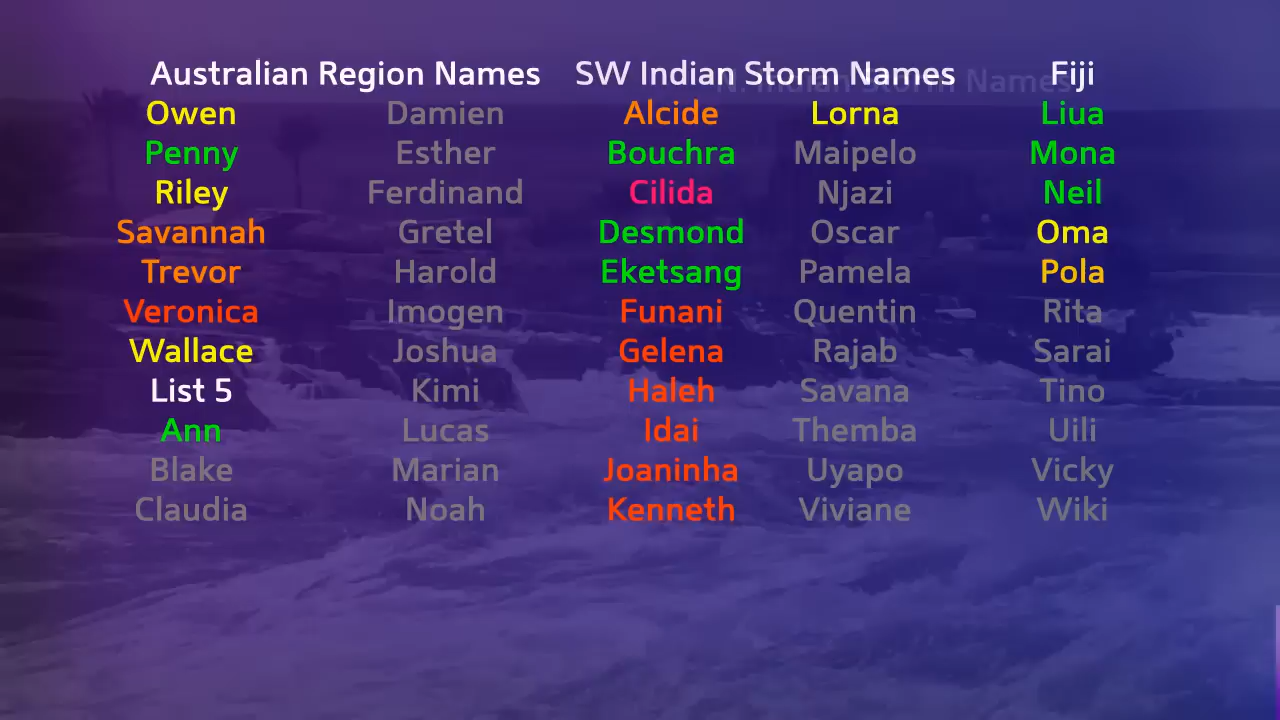 Australian Region Names SW Indian Storm Names Fiji
N. Indian Storm Names
Owen Damien Alcide Lorna Liua
Penny Esther Bouchra Maipelo Mona
Riley Ferdinand Cilida Njazi Neil
Savannah Gretel Desmond Oscar Oma
Trevor Harold Eketsang Pamela Pola
Veronica Imogen Funani Quentin Rita
Wallace Joshua Gelena Rajab Sarai
List 5 Kimi Haleh Savana Tino
Ann Lucas Idai Themba Uili
Blake Marian Joaninha Uyapo Vicky
Claudia Noah Kenneth Viviane Wiki